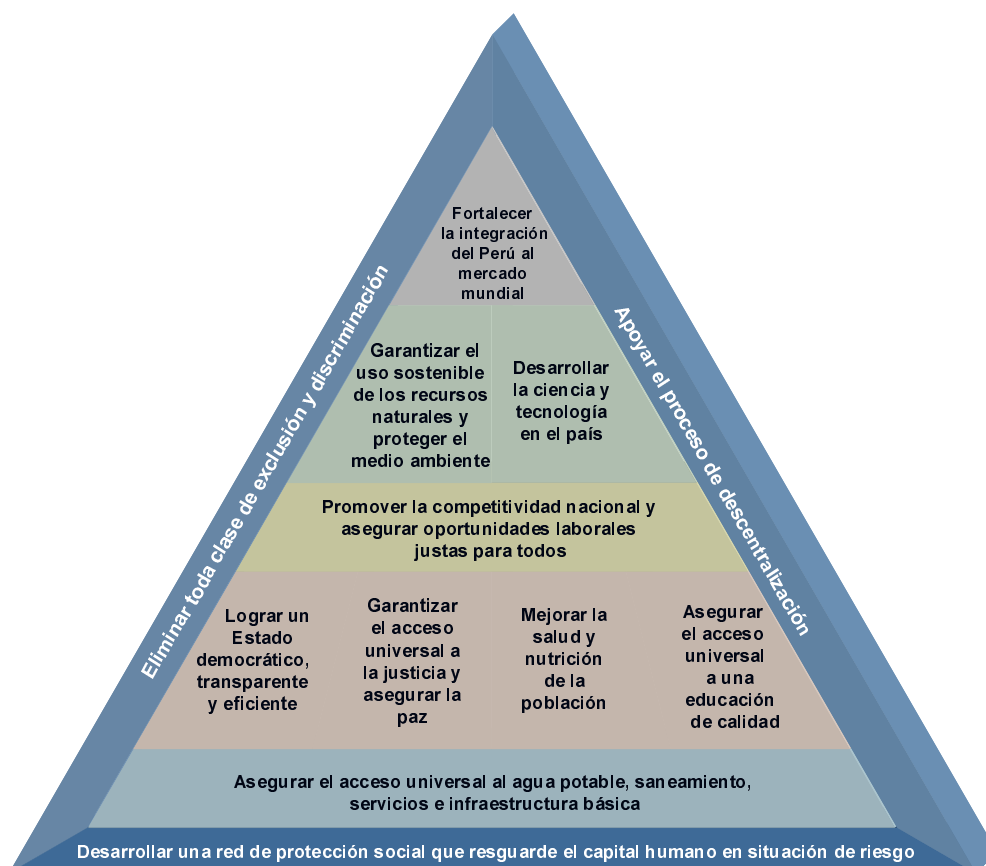 Fortalecer
la integración
del Perú al
mercado
mundial
Garantizar el
uso sostenible
de los recursos
naturales y
proteger el
medio ambiente
Desarrollar
la ciencia y
tecnología
en el país
Promover la competitividad nacional y
asegurar oportunidades laborales
justas para todos
Lograr un
Estado
democrático,
transparente
y eficiente
Garantizar
el acceso
universal a
la justicia y
asegurar la
paz
Mejorar la
salud y
nutrición
de la
población
Asegurar
el acceso
universal
a una
educación
de calidad
Asegurar el acceso universal al agua potable, saneamiento,
servicios e infraestructura básica
Eliminar toda clase de exclusión y discriminación
Apoyar el proceso de descentralización
Desarrollar una red de protección social que resguarde el capital humano en situación de riesgo